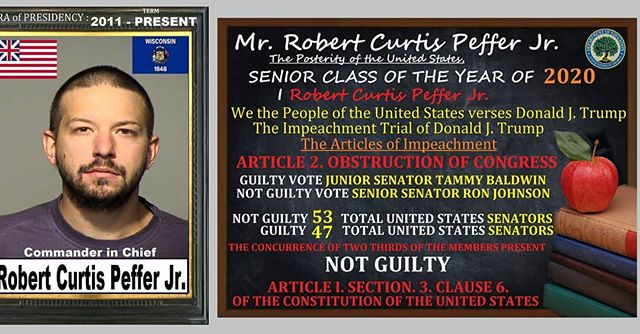 RA of PRESIDENCY : TERM
2011 - PRESENT
WISCONSIN
1848
Commander in Chief
Robert Curtis Peffer Jr.
Mr. Robert Curtis Peffer Jr.
The Posterity of the United States.
SENIOR CLASS OF THE YEAR OF 2020
I Robert Curtis Peffer Jr.
We the People of the United States verses Donald J. Trump
The Impeachment Trial of Donald J. Trump
The Articles of Impeachment
ARTICLE 2. OBSTRUCTION OF CONGRESS
GUILTY VOTE JUNIOR SENATOR TAMMY BALDWIN
NOT GUILTY VOTE SENIOR SENATOR RON JOHNSON
NOT GUILTY 53 TOTAL UNITED STATES SENATORS
GUILTY 47 TOTAL UNITED STATES SENATORS
THE CONCURRENCE OF TWO THIRDS OF THE MEMBERS PRESENT
NOT GUILTY
ARTICLE I. SECTION. 3. CLAUSE 6.
OF THE CONSTITUTION OF THE UNITED STATES